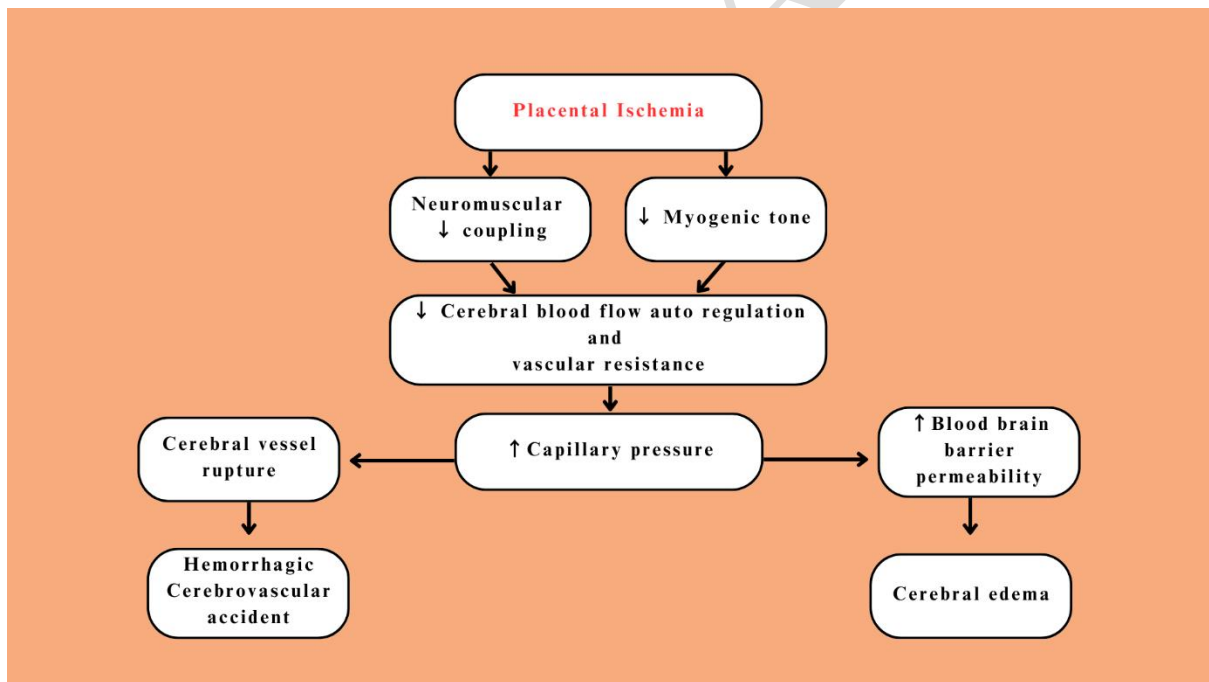 Placental Ischemia
Neuromuscular
↓ coupling
↓ Myogenic tone
↓ Cerebral blood flow auto regulation
and
vascular resistance
Cerebral vessel
rupture
↑ Capillary pressure
↑ Blood brain
barrier
permeability
Hemorrhagic
Cerebrovascular
accident
Cerebral edema